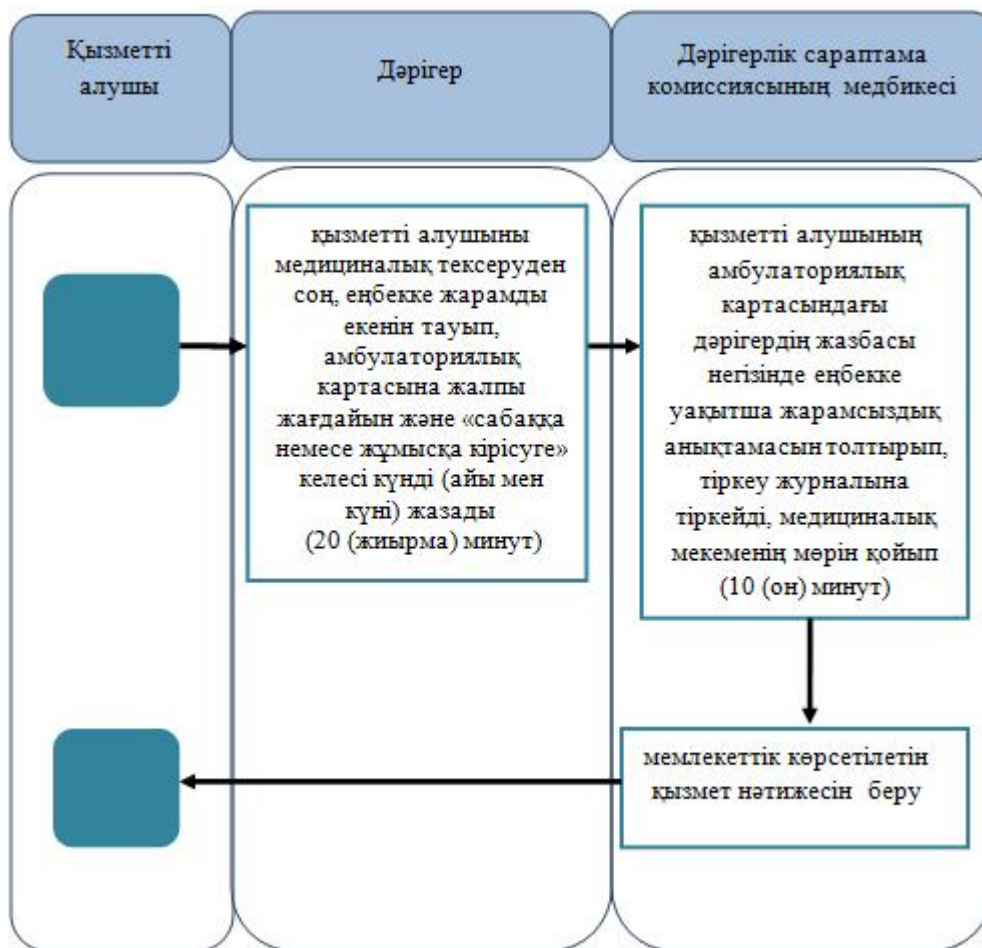 Қызметті
алушы
Дәрігер
Дәрігерлік сараптама
комиссиясының медбикесі
қызметті алушыны
медициналық тексеруден
соң, еңбекке жарамды
екенін тауып,
амбулаториялық
картасына жалпы
жағдайын және «сабаққа
немесе жұмысқа кірісуге»
келесі күнді (айы мен
күні) жазады
(20 (жиырма) минут)
қызметті алушының
амбулаториялық
картасындағы
дәрігердің жазбасы
негізінде еңбекке
уақытша жарамсыздық
анықтамасын толтырып,
тіркеу журналына
тіркейді, медициналық
мекеменің мөрін қойып
(10 (он) минут)
мемлекеттік көрсетілетін
қызмет нәтижесін беру